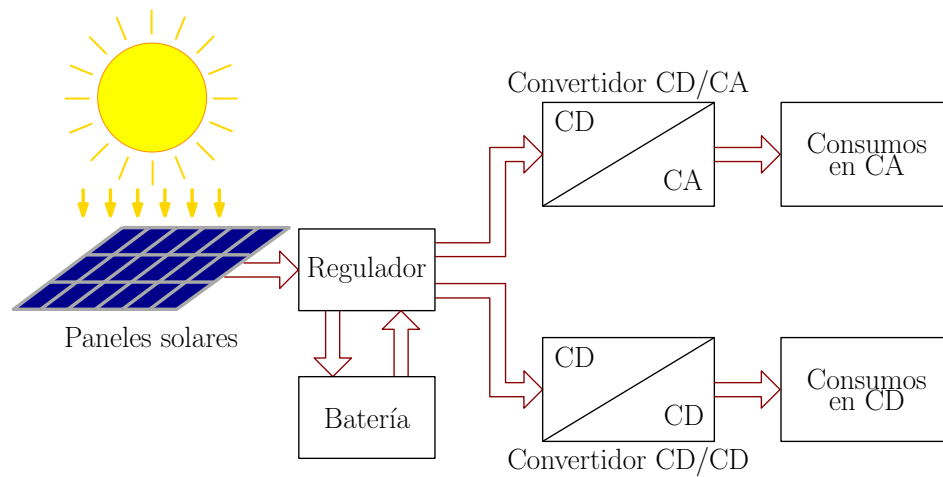 Convertidor CD/CA
CD
CA
Consumos
en CA
Regulador
Paneles solares
Batería
CD
CD
Consumos
en CD
Convertidor CD/CD